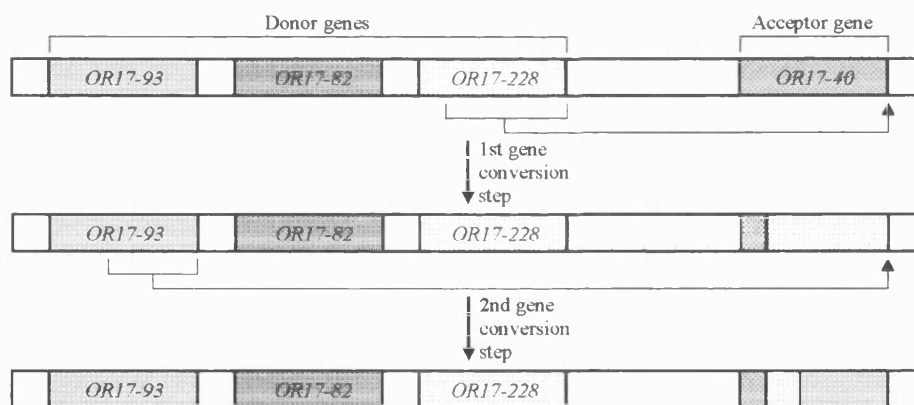 Donor genes Acceptor gene
OR17-93 OR17-82 OR17-228 OR17-40
1st gene
conversion
step
OR17-93 OR17-82 OR17-228
2nd gene
conversion
step
OR17-93 OR17-82 OR17-228